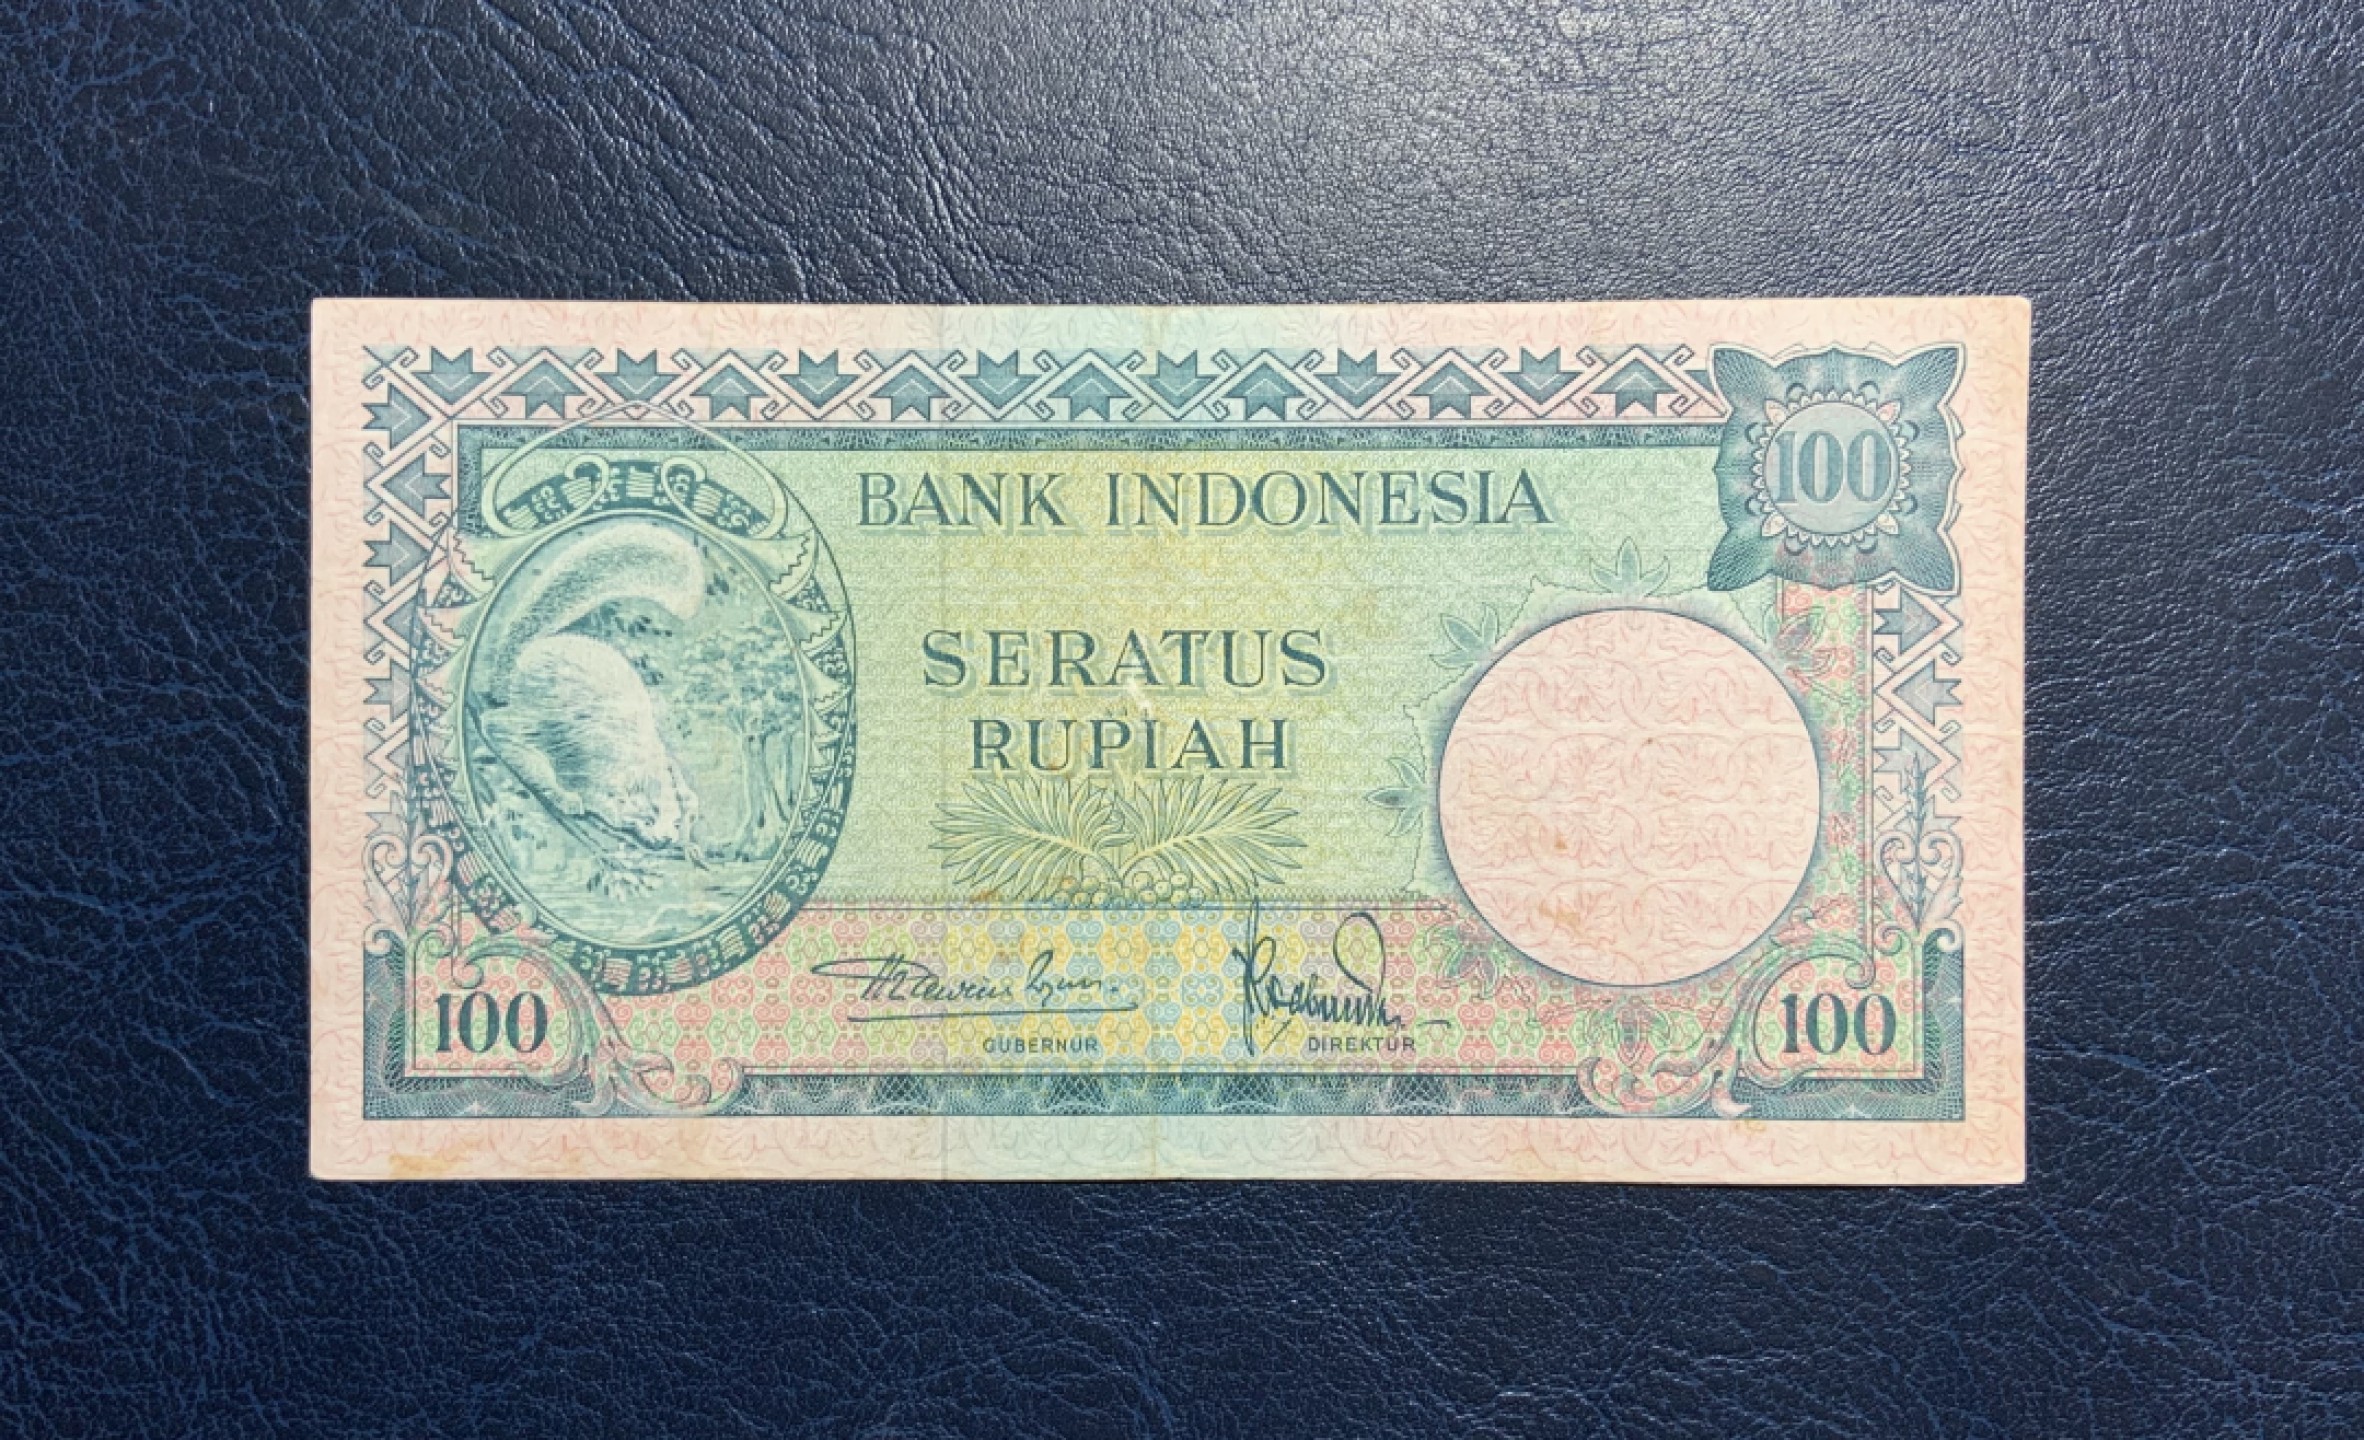 100
BANK INDONESIA
SERATUS
RUPIAH
GUBERNUR DIREKTUR
100 100